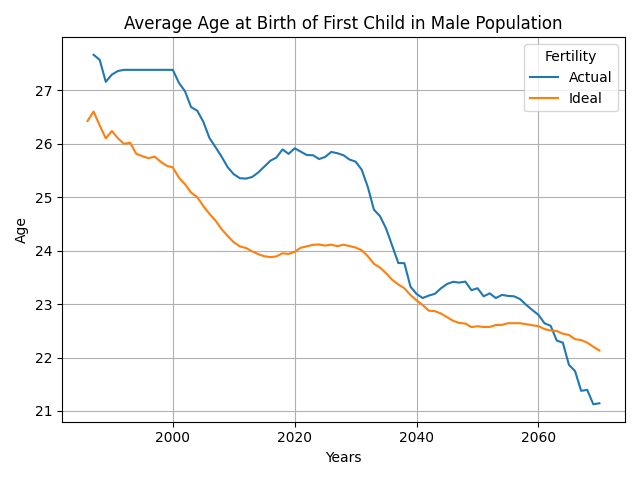 Average Age at Birth of First Child in Male Population
Fertility
Actual
Ideal
Age
27
26
25
24
23
22
21
2000
2020
2040
2060
Years